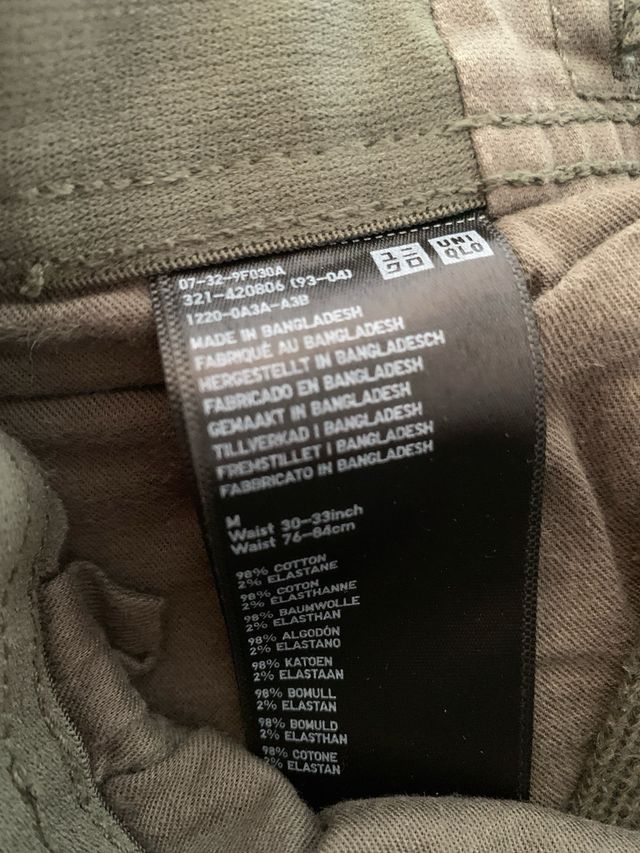 07-32-9F030A
321-420806 (93-04)
1220-0A3A-A3B
ユニ
クロ
UNI
QLO
MADE IN BANGLADESH
FABRIQUÉ AU BANGLADESH
HERGESTELLT IN BANGLADESCH
FABRICADO EN BANGLADESH
GEMAAKT IN BANGLADESH
TILLVERKAD I BANGLADESH
FREMSTILLET I BANGLADESH
FABBRICATO IN BANGLADESH
M
Waist 30-33inch
Waist 76-84cm
98% COTTON
2% ELASTANE
98% COTON
2% ELASTHANNE
98% BAUMWOLLE
2% ELASTHAN
98% ALGODÓN
2% ELASTANO
98% KATOEN
2% ELASTAAN
98% BOMULL
2% ELASTAN
98% BOMULD
2% ELASTHAN
98% COTONE
2% ELASTAN